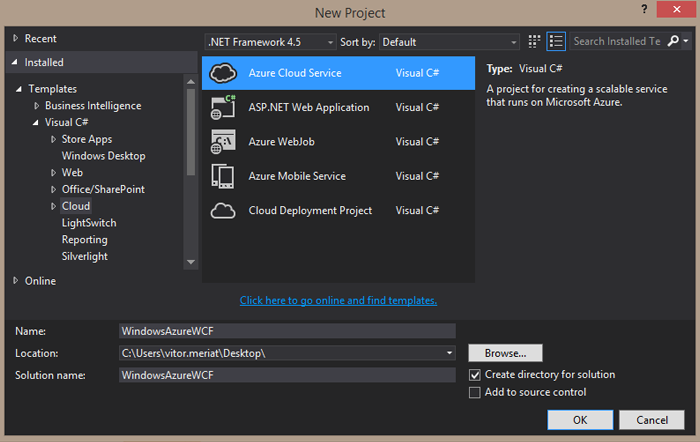 New Project
? ×
Recent
.NET Framework 4.5 Sort by: Default Search Installed Te
Installed
Templates
Business Intelligence
Visual C#
Store Apps
Windows Desktop
Web
Office/SharePoint
Cloud
LightSwitch
Reporting
Silverlight
Online
Azure Cloud Service Visual C#
ASP.NET Web Application Visual C#
Azure WebJob Visual C#
Azure Mobile Service Visual C#
Cloud Deployment Project Visual C#
Type: Visual C#
A project for creating a scalable service
that runs on Microsoft Azure.
Click here to go online and find templates.
Name: WindowsAzureWCF
Location: C:\Users\vitor.meriat\Desktop\ Browse...
Solution name: WindowsAzureWCF
Create directory for solution
Add to source control
OK Cancel